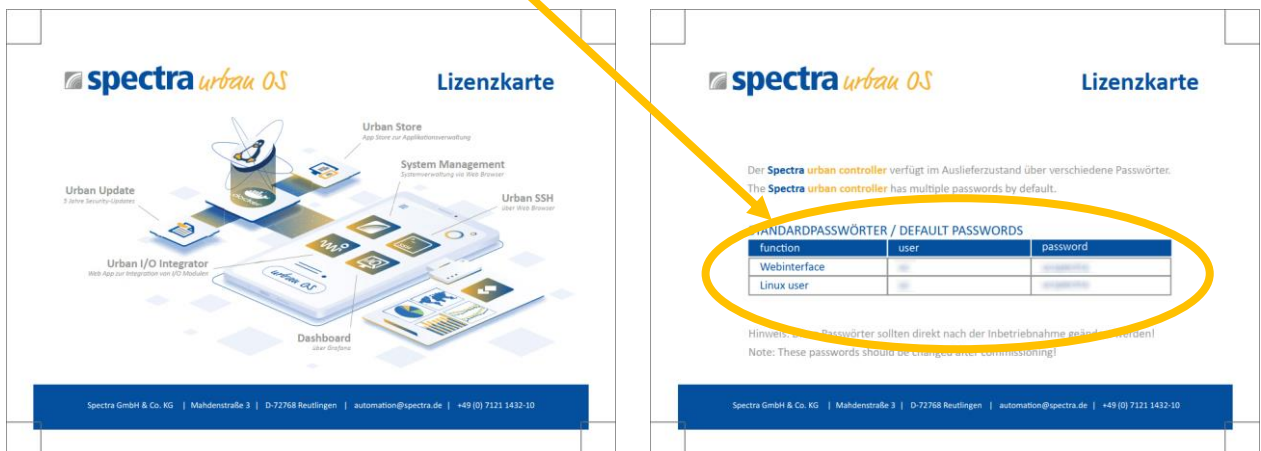 spectra urban OS
Lizenzkarte
Urban Store
App Store zur Applikationsverwaltung
System Management
Systemverwaltung via Web Browser
Urban SSH
über Web Browser
Urban Update
5 Jahre Security-Updates
docker
SSH
Urban I/O Integrator
Web App zur Integration von I/O Modulen
urban OS
Dashboard
über Grafana
Spectra GmbH & Co. KG | Mahdenstraße 3 | D-72768 Reutlingen | automation@spectra.de | +49 (0) 7121 1432-10
spectra urban OS
Lizenzkarte
Der Spectra urban controller verfügt im Auslieferzustand über verschiedene Passwörter.
The Spectra urban controller has multiple passwords by default.
STANDARDPASSWÖRTER / DEFAULT PASSWORDS
function user password
Webinterface
Linux user
Hinweis: Diese Passwörter sollten direkt nach der Inbetriebnahme geändert werden!
Note: These passwords should be changed after commissioning!
Spectra GmbH & Co. KG | Mahdenstraße 3 | D-72768 Reutlingen | automation@spectra.de | +49 (0) 7121 1432-10